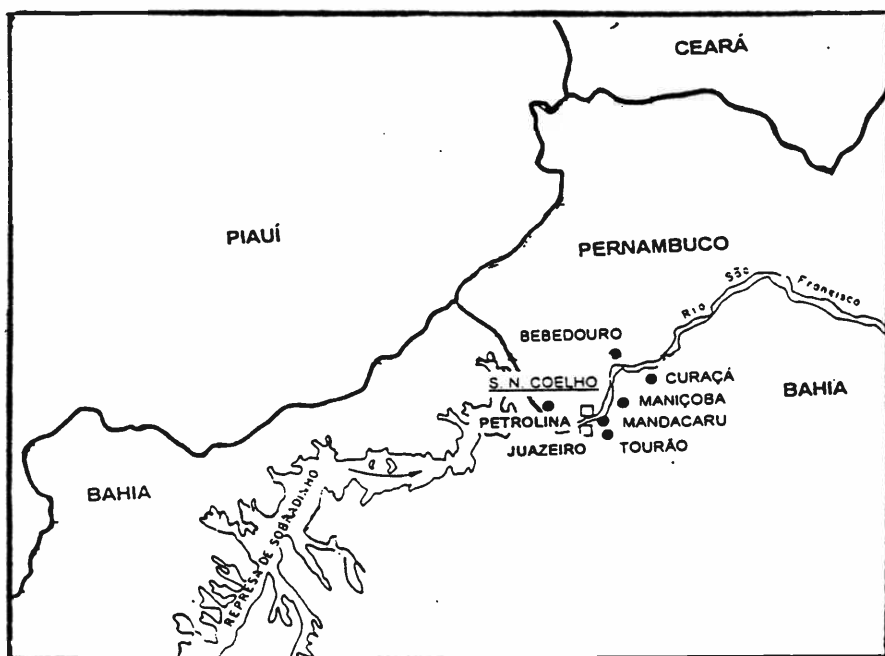 CEARÁ
PIAUÍ
PERNAMBUCO
Rio São Francisco
BEBEDOURO
S. N. COELHO
CURAÇÁ
BAHIA
MANIÇOBA
PETROLINA
MANDACARU
JUAZEIRO
TOURÃO
BAHIA
REPRESA DE SOBRADINHO